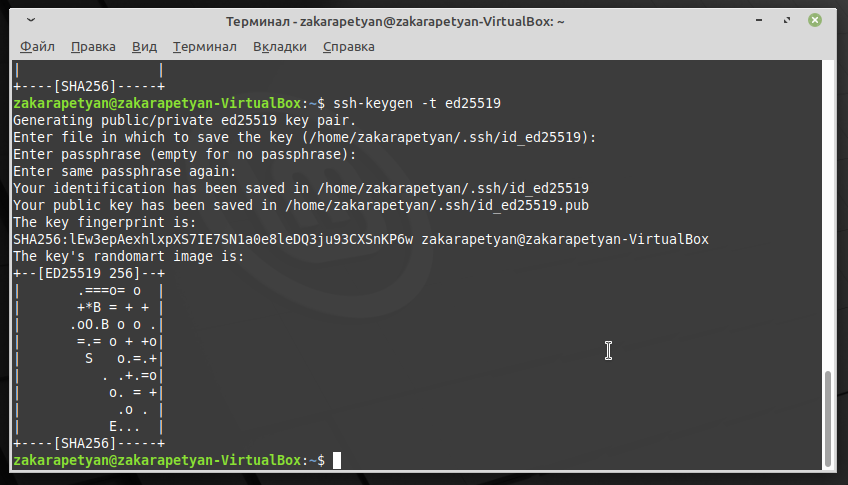 Терминал - zakarapetyan@zakarapetyan-VirtualBox: ~
Файл Правка Вид Терминал Вкладки Справка
|                 |
+----[SHA256]-----+
zakarapetyan@zakarapetyan-VirtualBox:~$ ssh-keygen -t ed25519
Generating public/private ed25519 key pair.
Enter file in which to save the key (/home/zakarapetyan/.ssh/id_ed25519):
Enter passphrase (empty for no passphrase):
Enter same passphrase again:
Your identification has been saved in /home/zakarapetyan/.ssh/id_ed25519
Your public key has been saved in /home/zakarapetyan/.ssh/id_ed25519.pub
The key fingerprint is:
SHA256:lEw3epAexhlxpXS7IE7SN1a0e8leDQ3ju93CXSnKP6w zakarapetyan@zakarapetyan-VirtualBox
The key's randomart image is:
+--[ED25519 256]--+
|       .===o= o  |
|       +*B = + + |
|      .oO.B o o .|
|       =.= o + +o|
|        S   o.=.+|
|          . .+.=o|
|           o. = +|
|            .o . |
|           E...  |
+----[SHA256]-----+
zakarapetyan@zakarapetyan-VirtualBox:~$